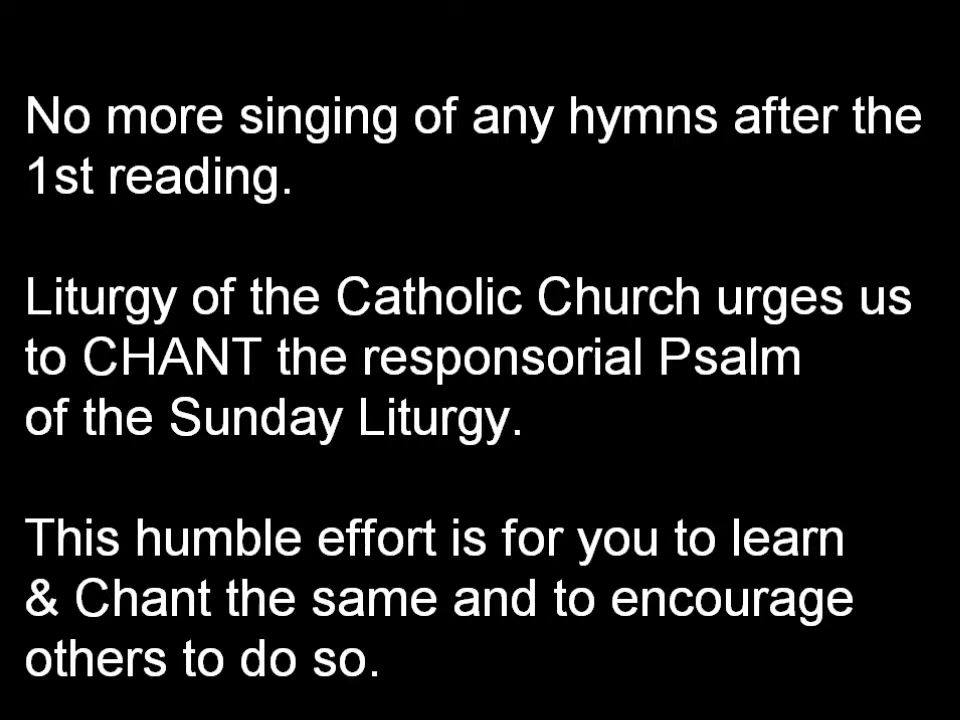 No more singing of any hymns after the
1st reading.
Liturgy of the Catholic Church urges us
to CHANT the responsorial Psalm
of the Sunday Liturgy.
This humble effort is for you to learn
& Chant the same and to encourage
others to do so.